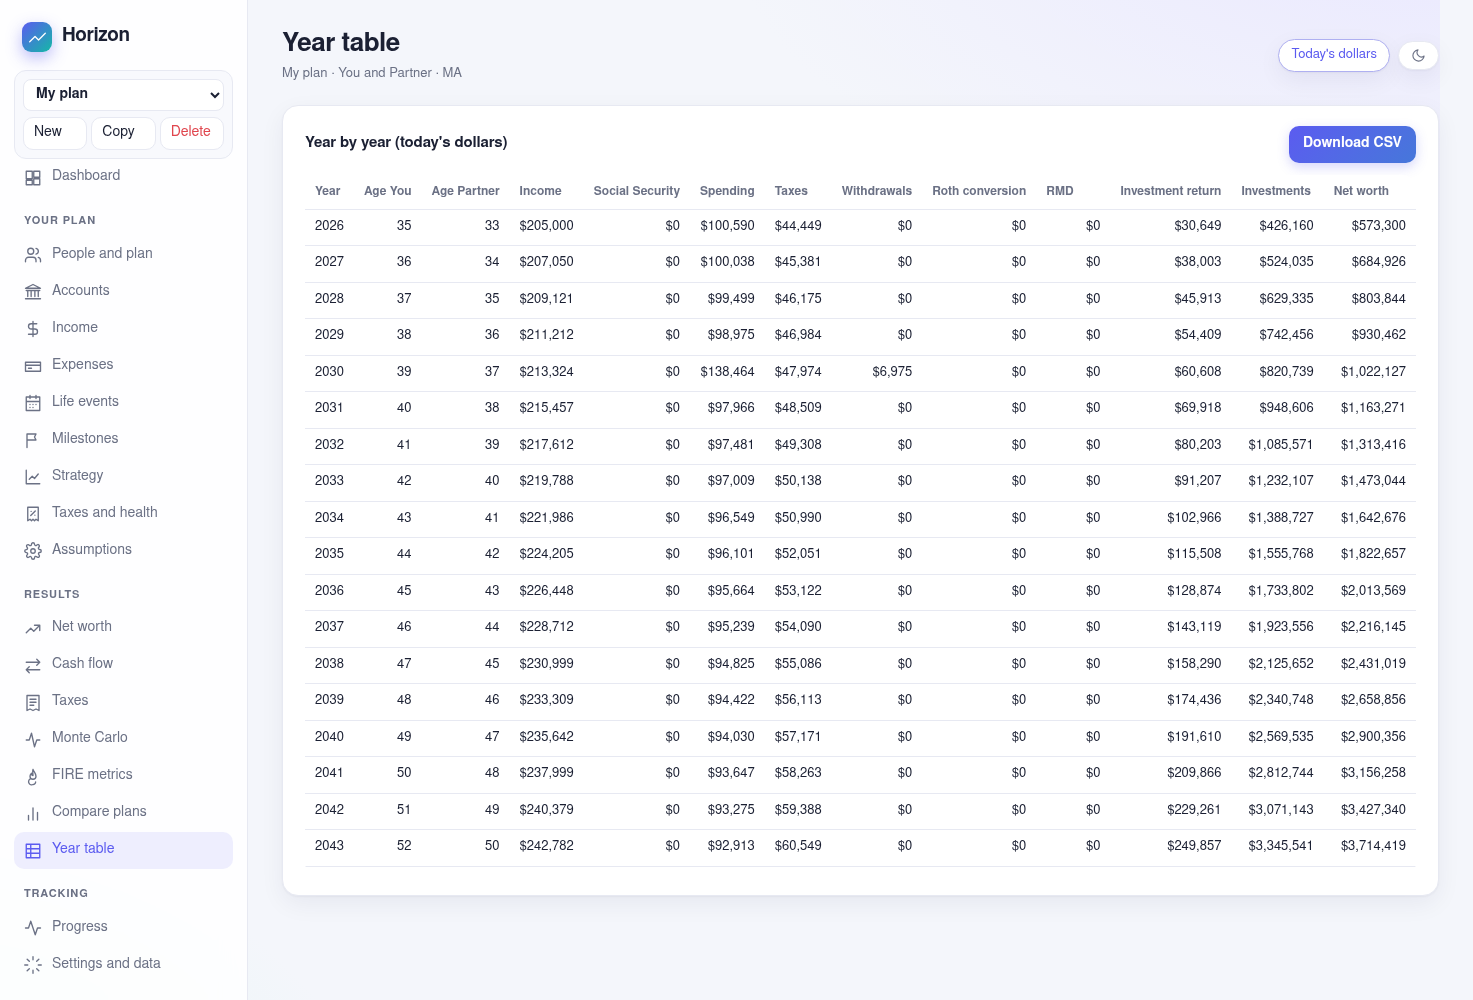 Horizon
My plan
New Copy Delete
Dashboard
YOUR PLAN
People and plan
Accounts
Income
Expenses
Life events
Milestones
Strategy
Taxes and health
Assumptions
RESULTS
Net worth
Cash flow
Taxes
Monte Carlo
FIRE metrics
Compare plans
Year table
TRACKING
Progress
Settings and data
Year table
My plan · You and Partner · MA
Today's dollars
Year by year (today's dollars)
Download CSV
Year Age You Age Partner Income Social Security Spending Taxes Withdrawals Roth conversion RMD Investment return Investments Net worth
2026 35 33 $205,000 $0 $100,590 $44,449 $0 $0 $0 $30,649 $426,160 $573,300
2027 36 34 $207,050 $0 $100,038 $45,381 $0 $0 $0 $38,003 $524,035 $684,926
2028 37 35 $209,121 $0 $99,499 $46,175 $0 $0 $0 $45,913 $629,335 $803,844
2029 38 36 $211,212 $0 $98,975 $46,984 $0 $0 $0 $54,409 $742,456 $930,462
2030 39 37 $213,324 $0 $138,464 $47,974 $6,975 $0 $0 $60,608 $820,739 $1,022,127
2031 40 38 $215,457 $0 $97,966 $48,509 $0 $0 $0 $69,918 $948,606 $1,163,271
2032 41 39 $217,612 $0 $97,481 $49,308 $0 $0 $0 $80,203 $1,085,571 $1,313,416
2033 42 40 $219,788 $0 $97,009 $50,138 $0 $0 $0 $91,207 $1,232,107 $1,473,044
2034 43 41 $221,986 $0 $96,549 $50,990 $0 $0 $0 $102,966 $1,388,727 $1,642,676
2035 44 42 $224,205 $0 $96,101 $52,051 $0 $0 $0 $115,508 $1,555,768 $1,822,657
2036 45 43 $226,448 $0 $95,664 $53,122 $0 $0 $0 $128,874 $1,733,802 $2,013,569
2037 46 44 $228,712 $0 $95,239 $54,090 $0 $0 $0 $143,119 $1,923,556 $2,216,145
2038 47 45 $230,999 $0 $94,825 $55,086 $0 $0 $0 $158,290 $2,125,652 $2,431,019
2039 48 46 $233,309 $0 $94,422 $56,113 $0 $0 $0 $174,436 $2,340,748 $2,658,856
2040 49 47 $235,642 $0 $94,030 $57,171 $0 $0 $0 $191,610 $2,569,535 $2,900,356
2041 50 48 $237,999 $0 $93,647 $58,263 $0 $0 $0 $209,866 $2,812,744 $3,156,258
2042 51 49 $240,379 $0 $93,275 $59,388 $0 $0 $0 $229,261 $3,071,143 $3,427,340
2043 52 50 $242,782 $0 $92,913 $60,549 $0 $0 $0 $249,857 $3,345,541 $3,714,419